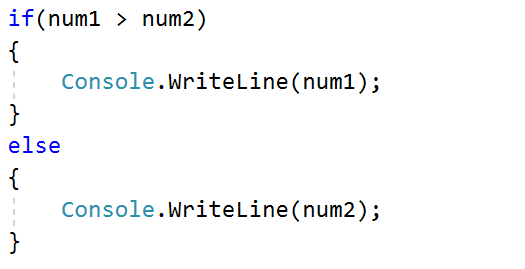 if(num1 > num2)
{
    Console.WriteLine(num1);
}
else
{
    Console.WriteLine(num2);
}